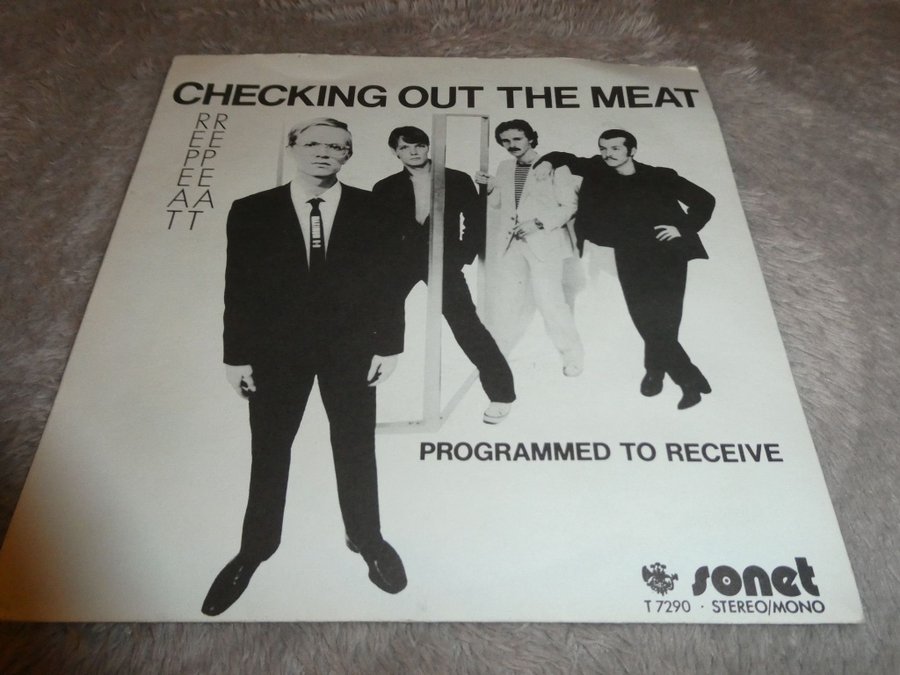 CHECKING OUT THE MEAT
REPEAT
REPEAT
PROGRAMMED TO RECEIVE
sonet
T 7290 · STEREO/MONO